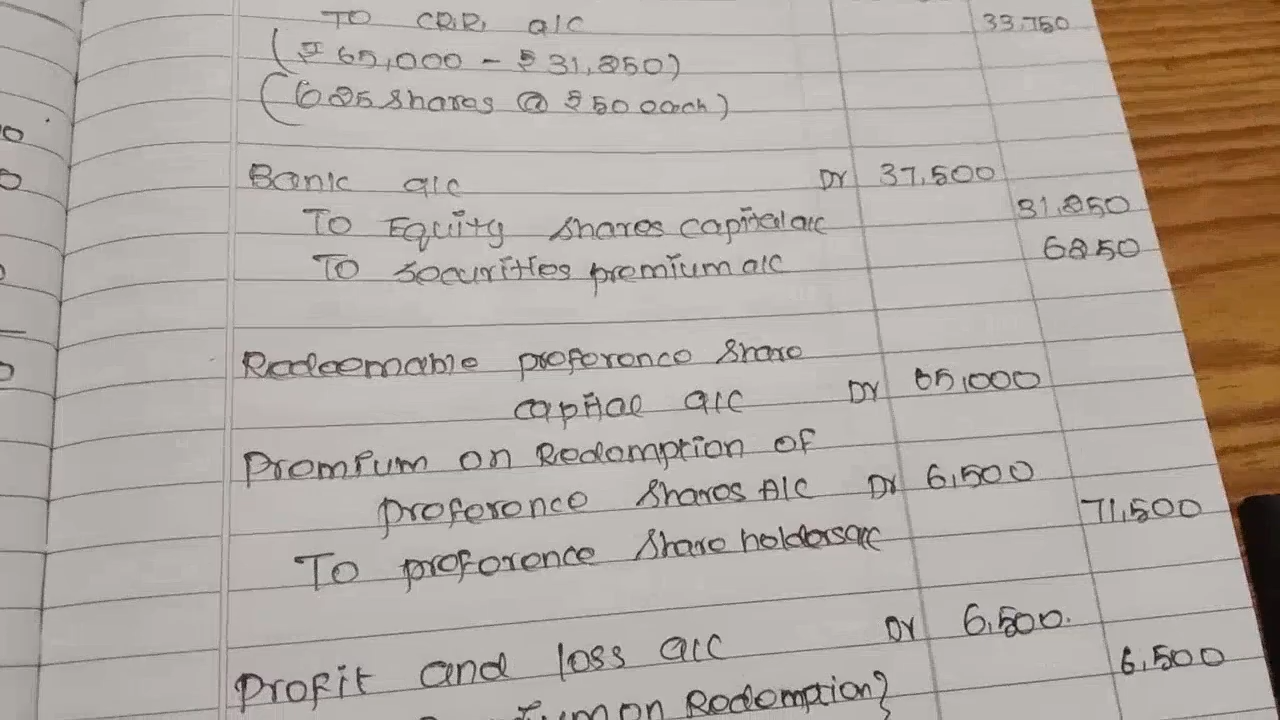 To CRR a/c 33,750
(₹ 65,000 - ₹ 31,250)
(625 shares @ ₹ 50 each)
Bank a/c Dr 37,500
To Equity shares capital a/c 31,250
To securities premium a/c 6250
Redeemable preference share
capital a/c Dr 65,000
Premium on Redemption of
preference shares A/C Dr 6,500
To preference share holders a/c 71,500
Profit and loss a/c Dr 6,500.
on Redemption} 6,500